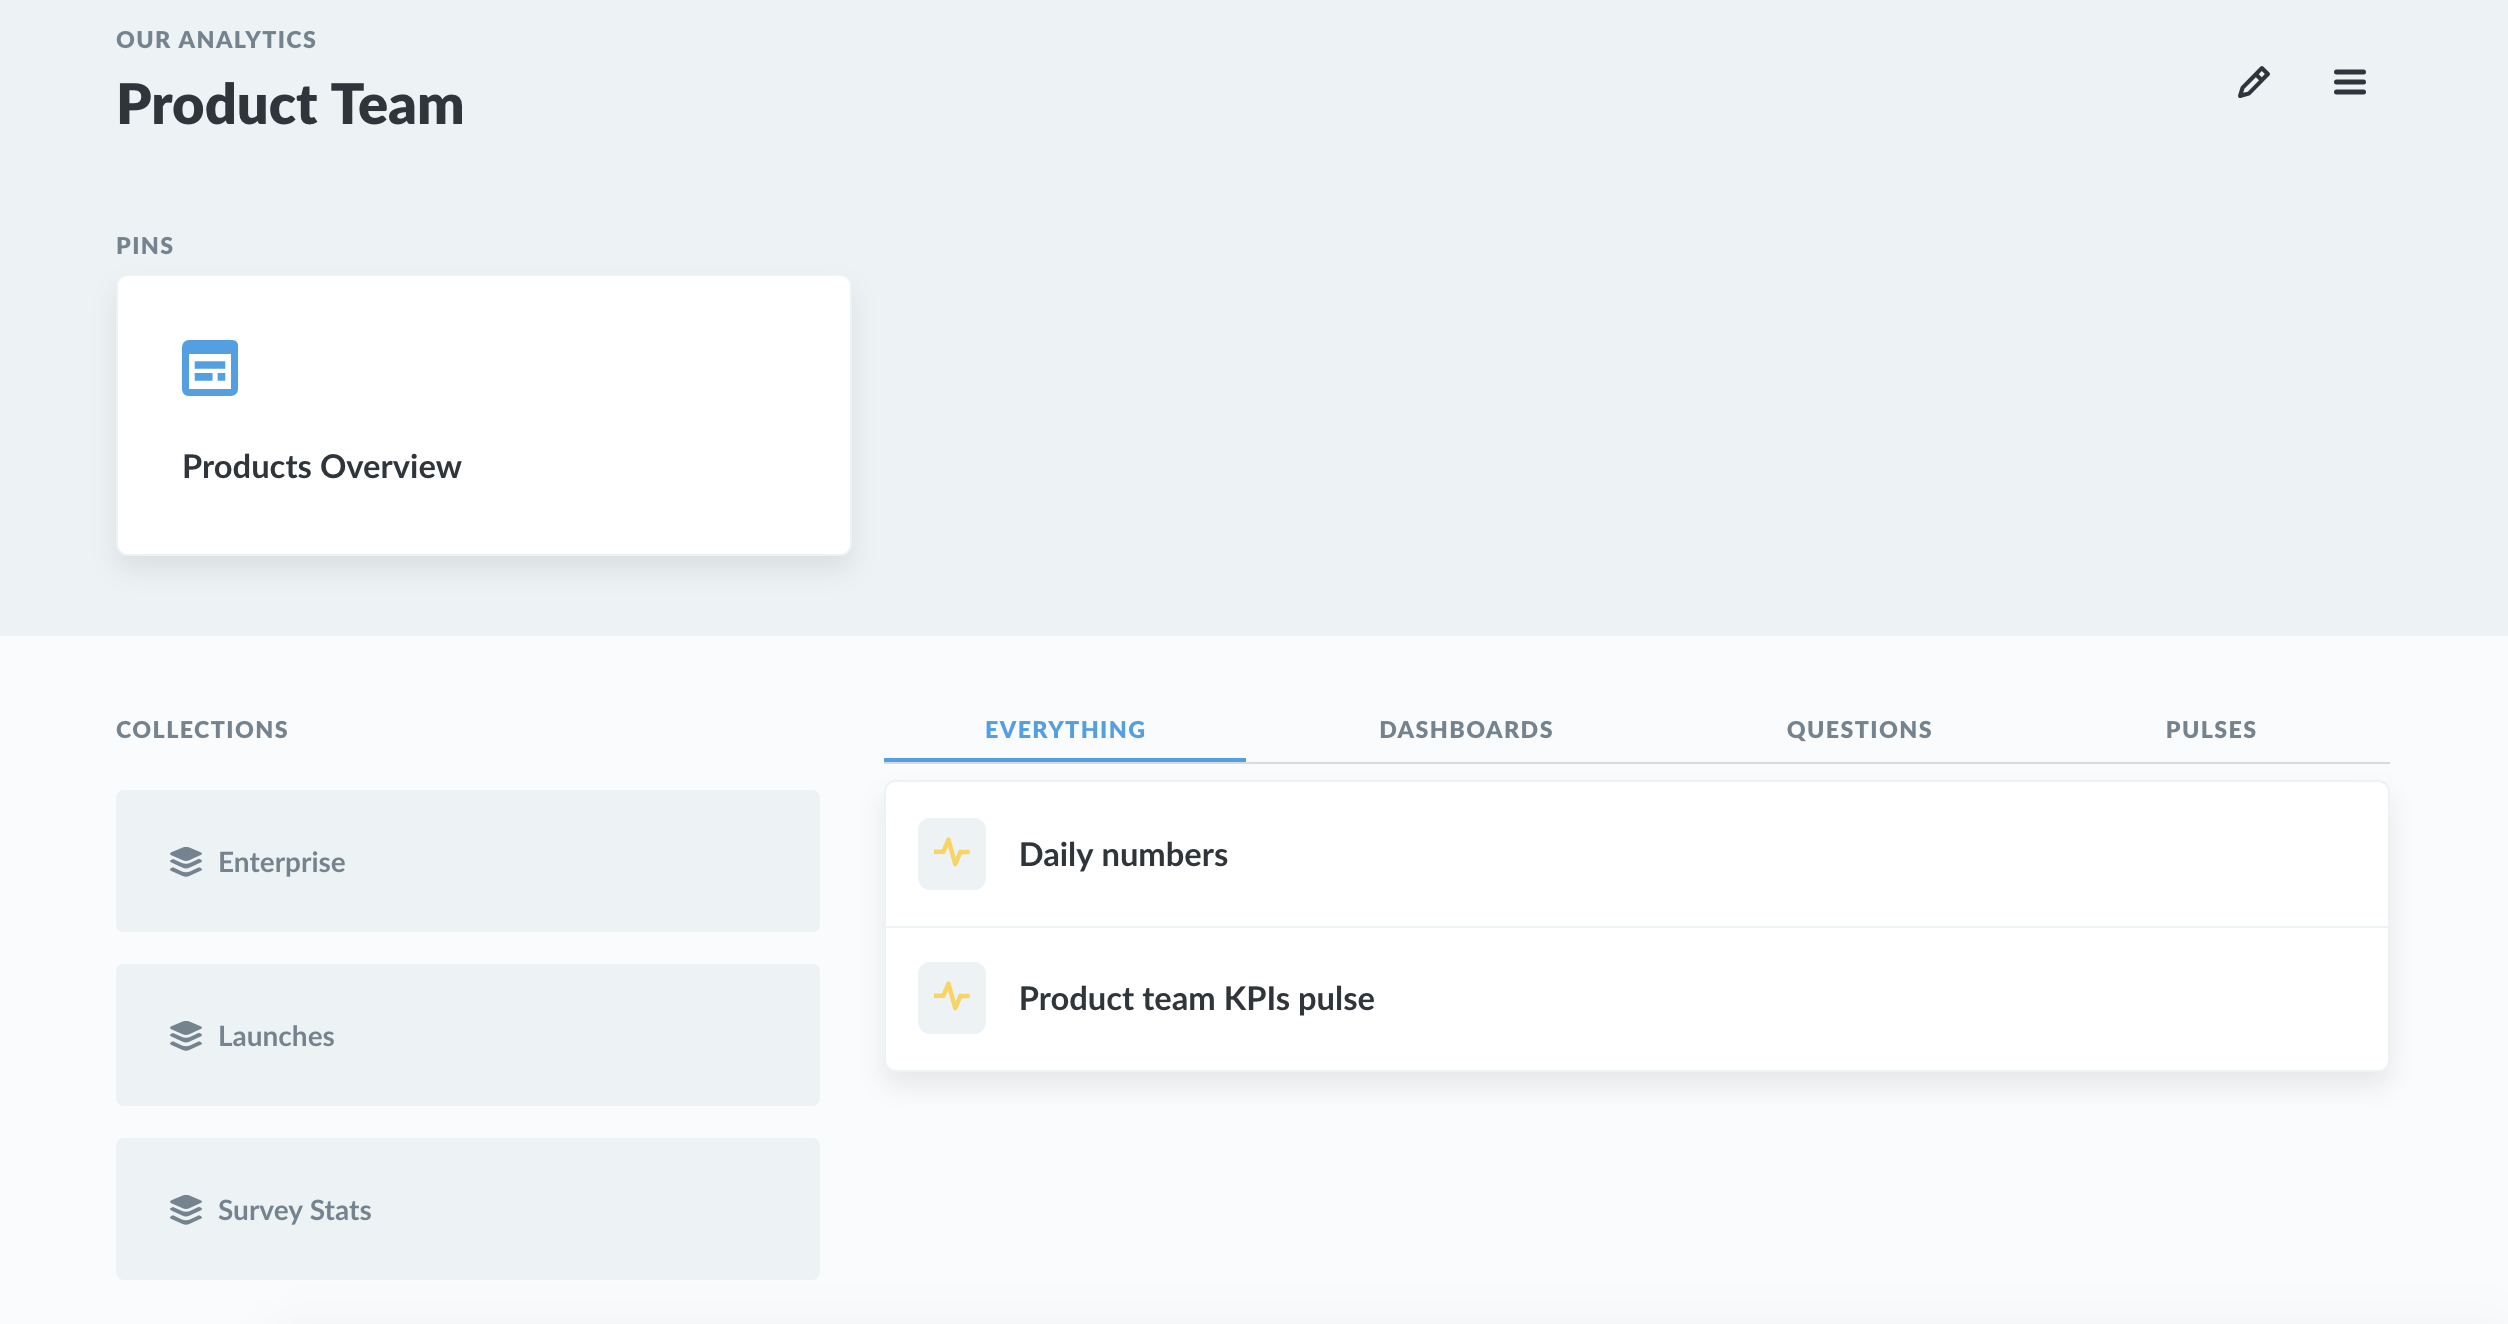 OUR ANALYTICS
Product Team
PINS
Products Overview
COLLECTIONS
Enterprise
Launches
Survey Stats
EVERYTHING DASHBOARDS QUESTIONS PULSES
Daily numbers
Product team KPIs pulse